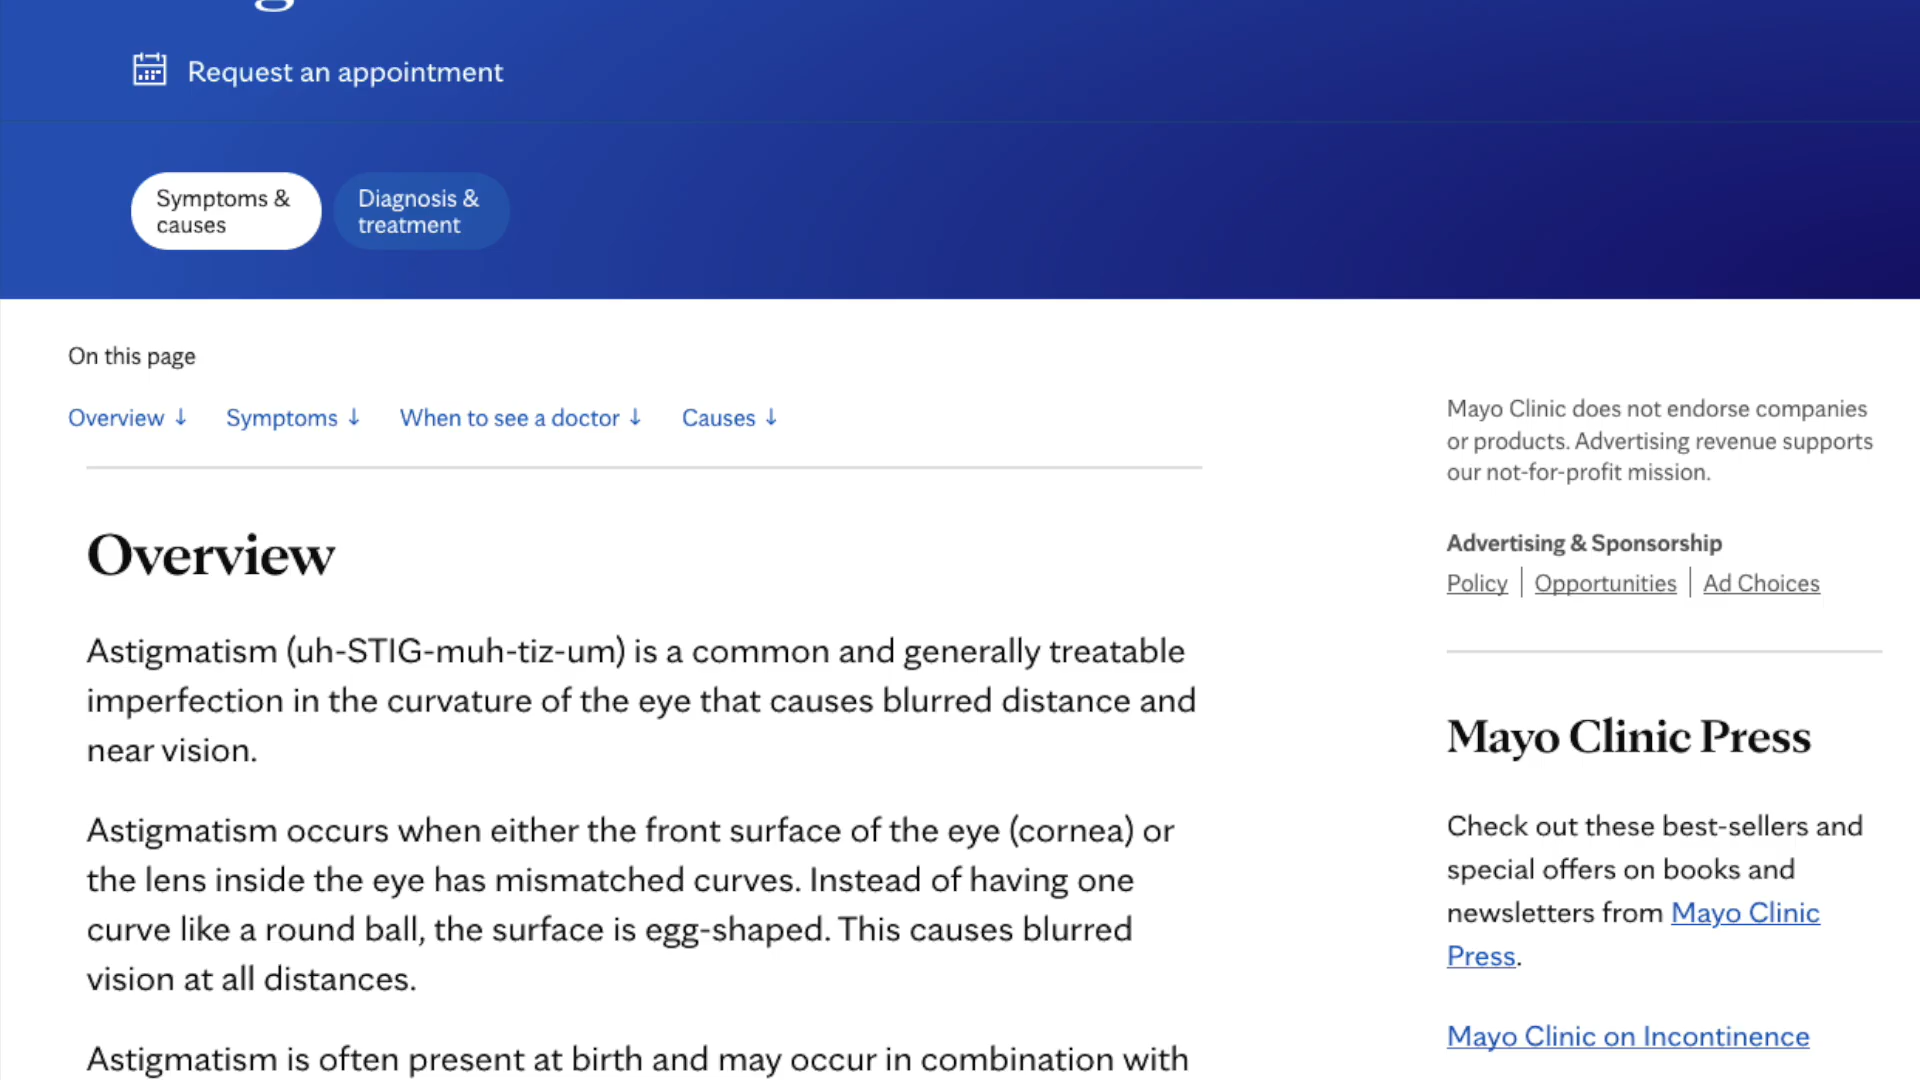 Request an appointment
Symptoms &
causes
Diagnosis &
treatment
On this page
Overview ↓ Symptoms ↓ When to see a doctor ↓ Causes ↓
Overview
Astigmatism (uh-STIG-muh-tiz-um) is a common and generally treatable
imperfection in the curvature of the eye that causes blurred distance and
near vision.
Astigmatism occurs when either the front surface of the eye (cornea) or
the lens inside the eye has mismatched curves. Instead of having one
curve like a round ball, the surface is egg-shaped. This causes blurred
vision at all distances.
Astigmatism is often present at birth and may occur in combination with
Mayo Clinic does not endorse companies
or products. Advertising revenue supports
our not-for-profit mission.
Advertising & Sponsorship
Policy | Opportunities | Ad Choices
Mayo Clinic Press
Check out these best-sellers and
special offers on books and
newsletters from Mayo Clinic
Press.
Mayo Clinic on Incontinence